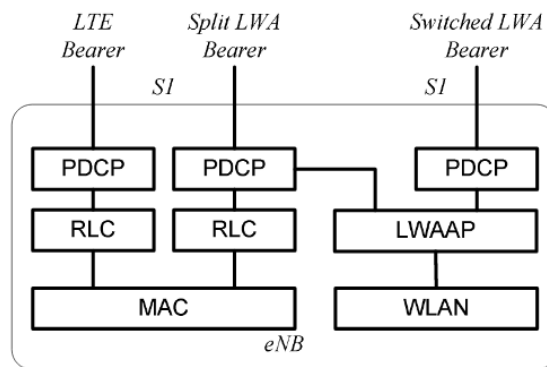 LTE Bearer
Split LWA Bearer
Switched LWA Bearer
S1
S1
PDCP
PDCP
PDCP
RLC
RLC
LWAAP
MAC
WLAN
eNB